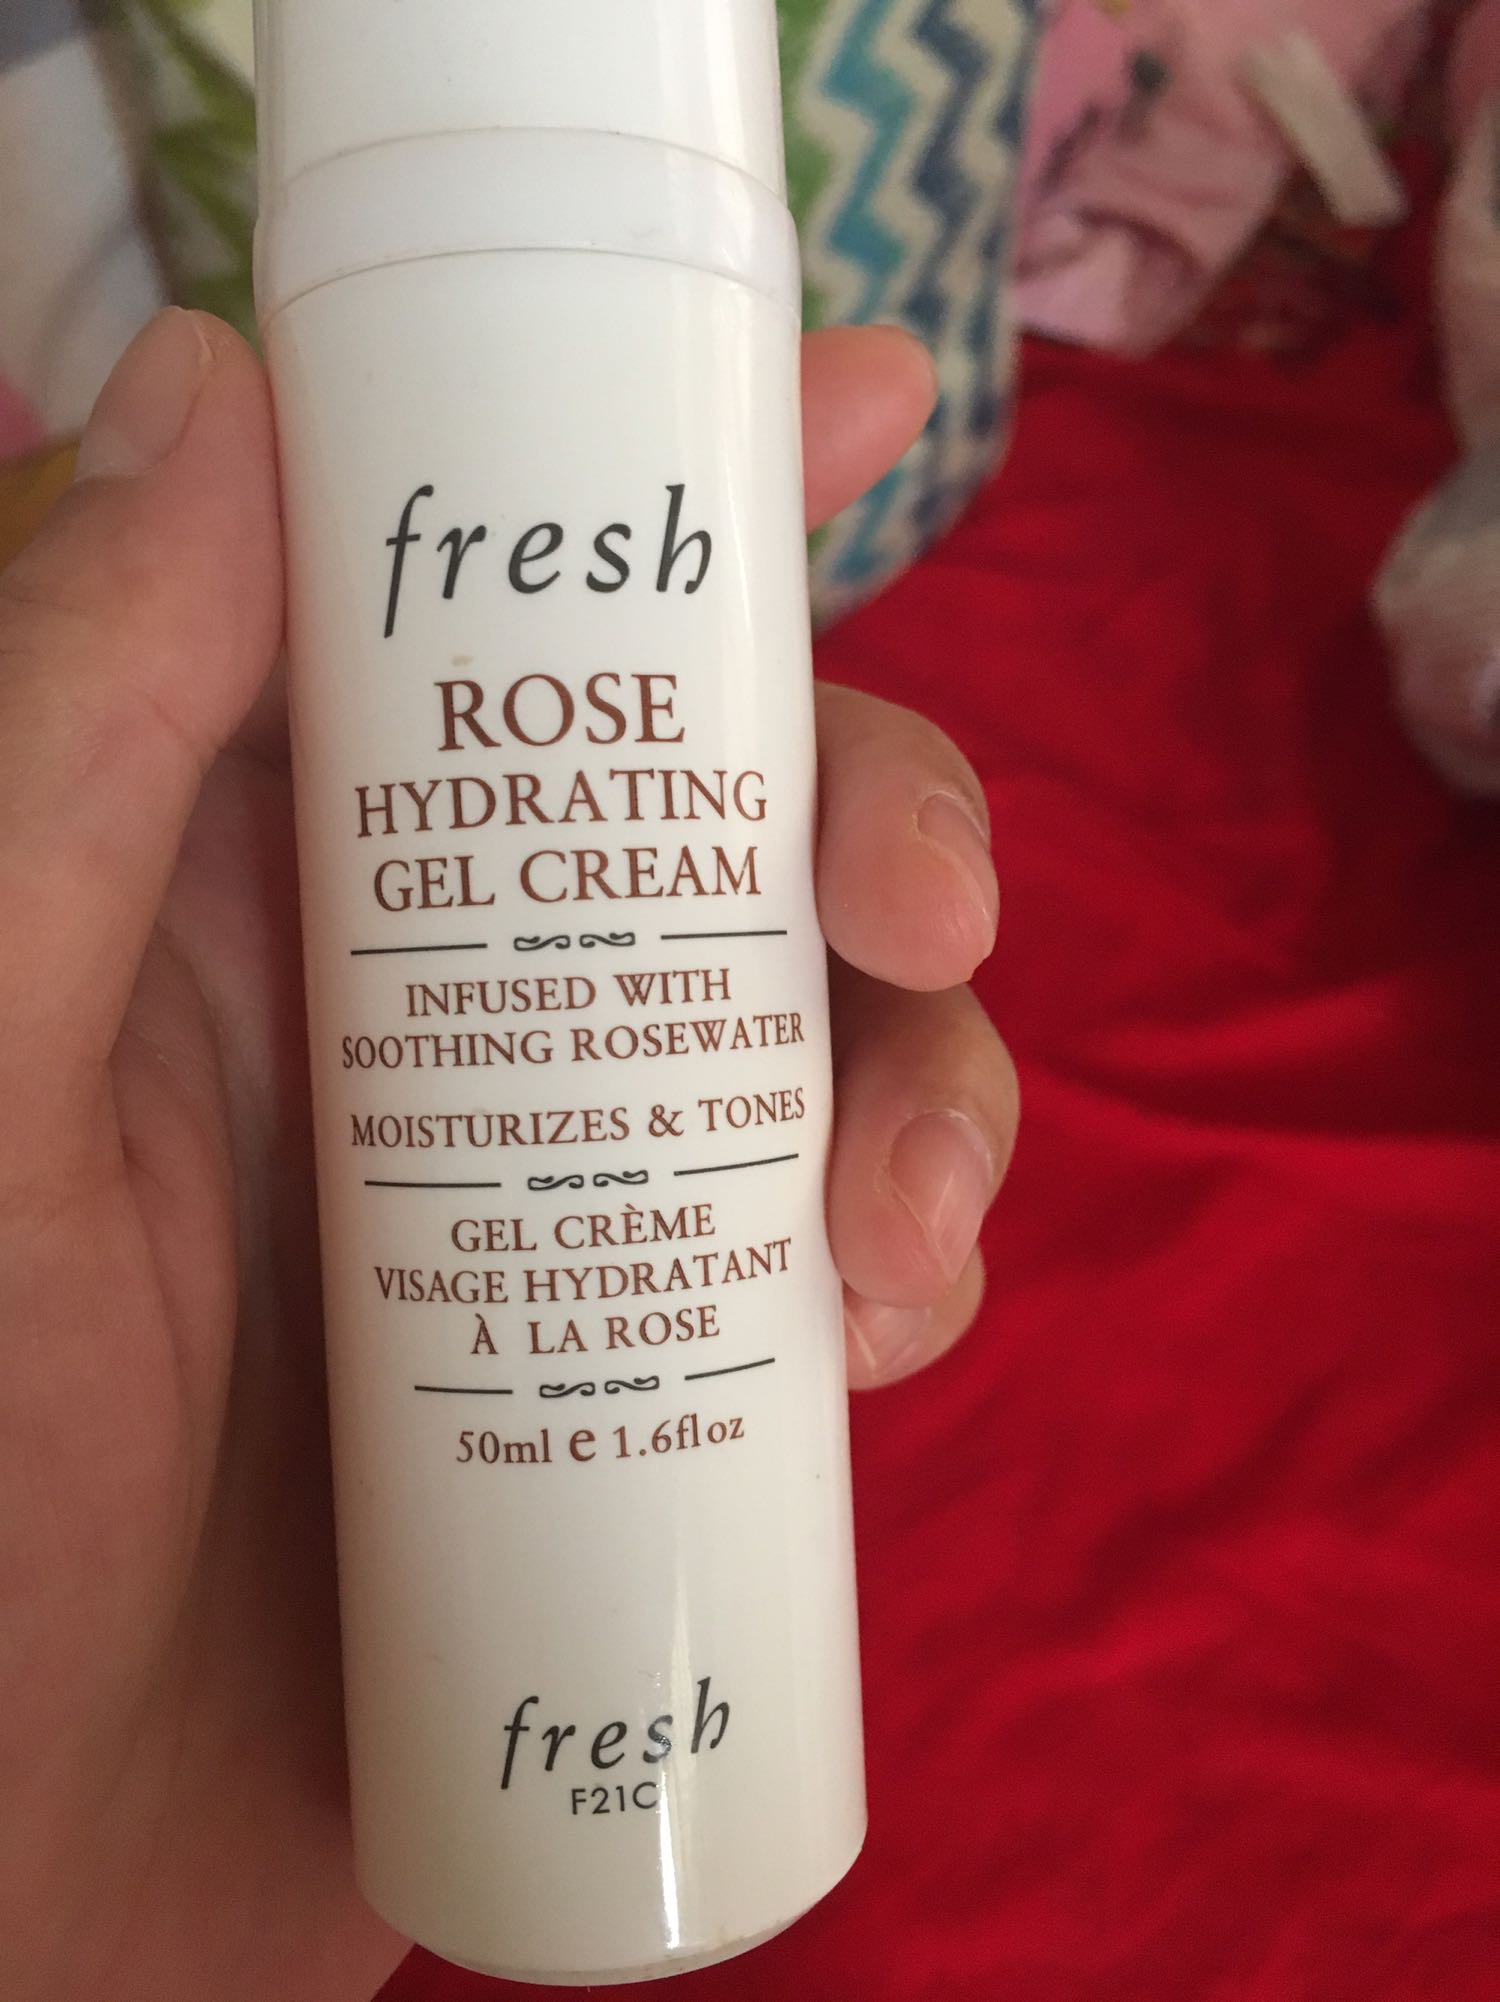 fresh
ROSE
HYDRATING
GEL CREAM
INFUSED WITH
SOOTHING ROSEWATER
MOISTURIZES & TONES
GEL CRÈME
VISAGE HYDRATANT
À LA ROSE
50ml e 1.6fl oz
fresh
F21C